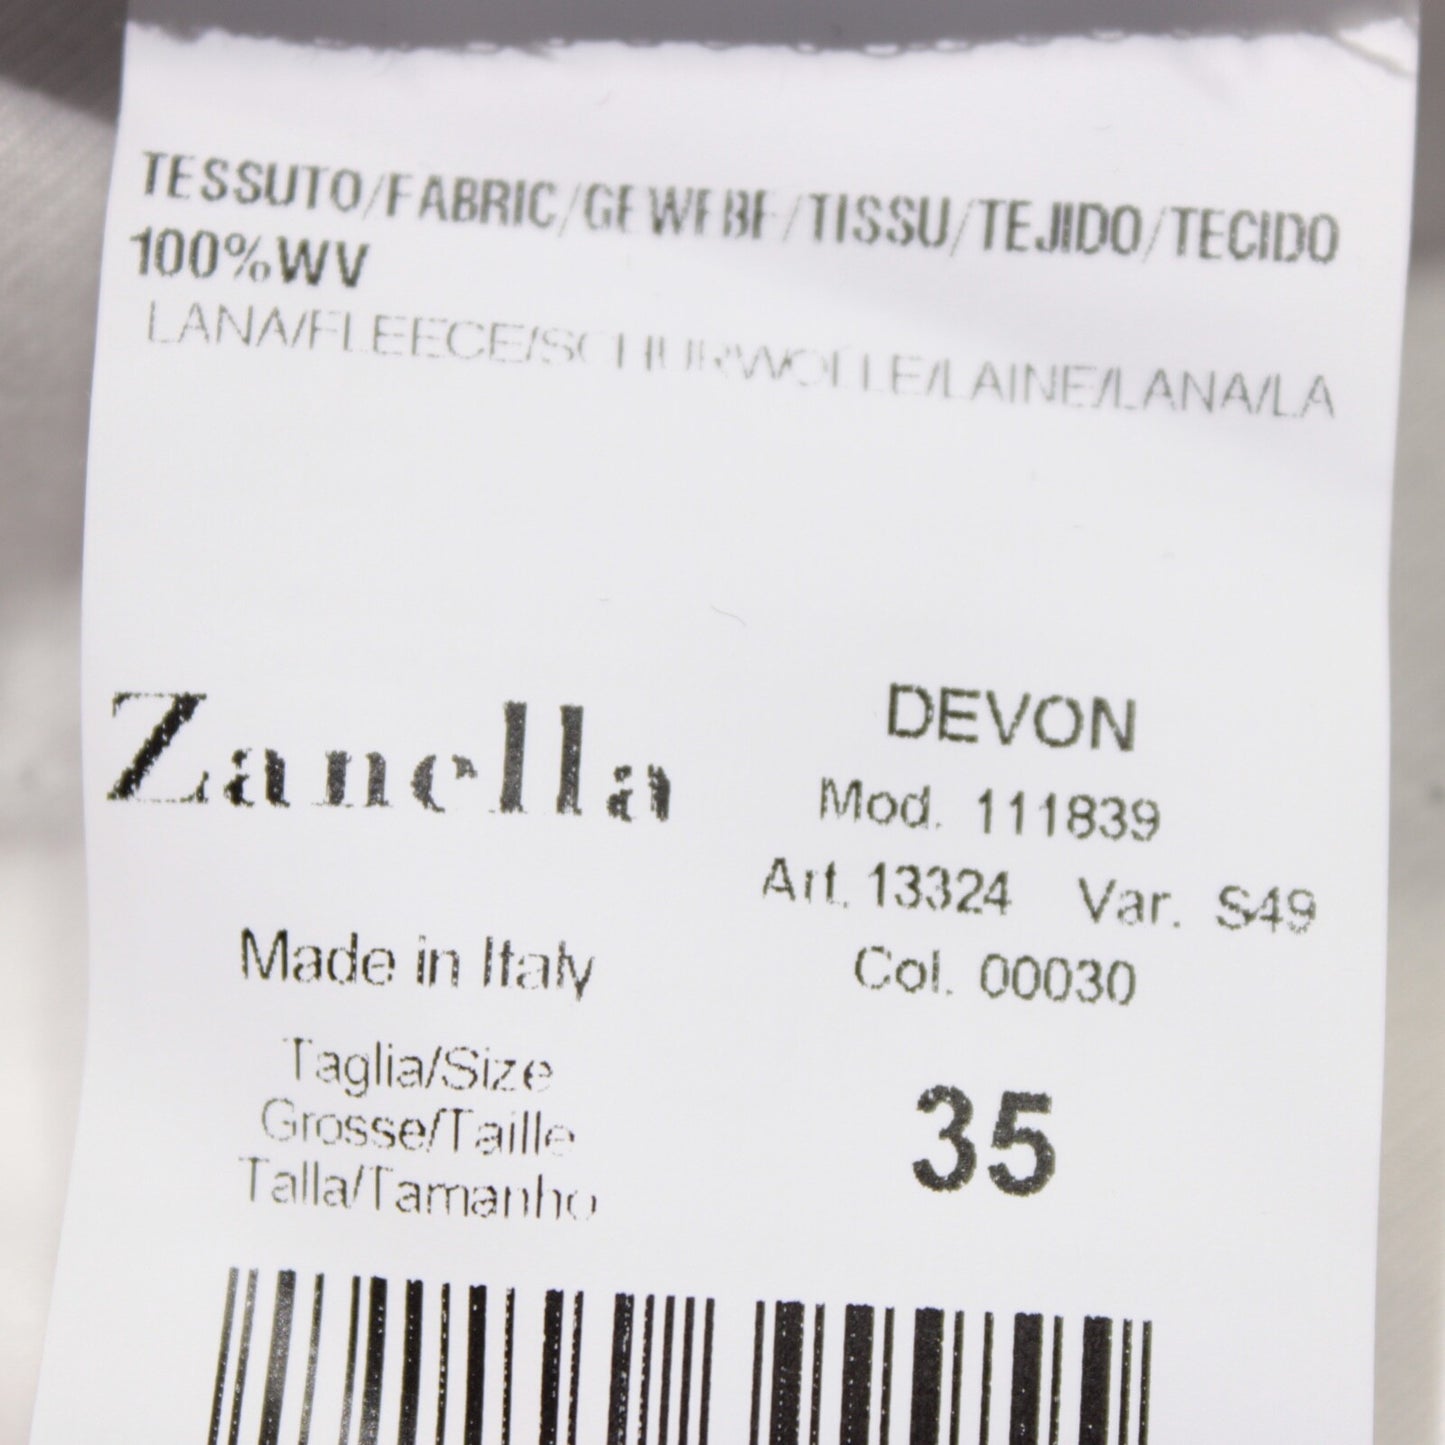 TESSUTO/FABRIC/GEWEBE/TISSU/TEJIDO/TECIDO
100%WV
LANA/FLEECE/SCHURWOLLE/LAINE/LANA/LA
Zanella
DEVON
Mod. 111839
Art. 13324 Var. S49
Col. 00030
Made in Italy
Taglia/Size
Grosse/Taille
Talla/Tamanho
35